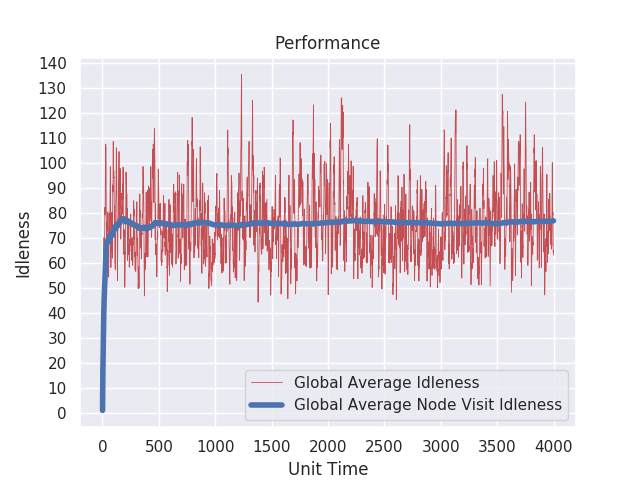 Performance
140
130
120
110
100
90
80
70
60
50
40
30
20
10
0
Idleness
Global Average Idleness
Global Average Node Visit Idleness
0 500 1000 1500 2000 2500 3000 3500 4000
Unit Time